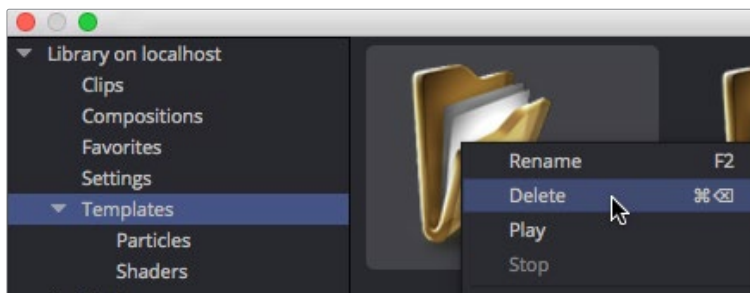 Library on localhost
Clips
Compositions
Favorites
Settings
Templates
Particles
Shaders
Rename F2
Delete ⌘⌫
Play
Stop